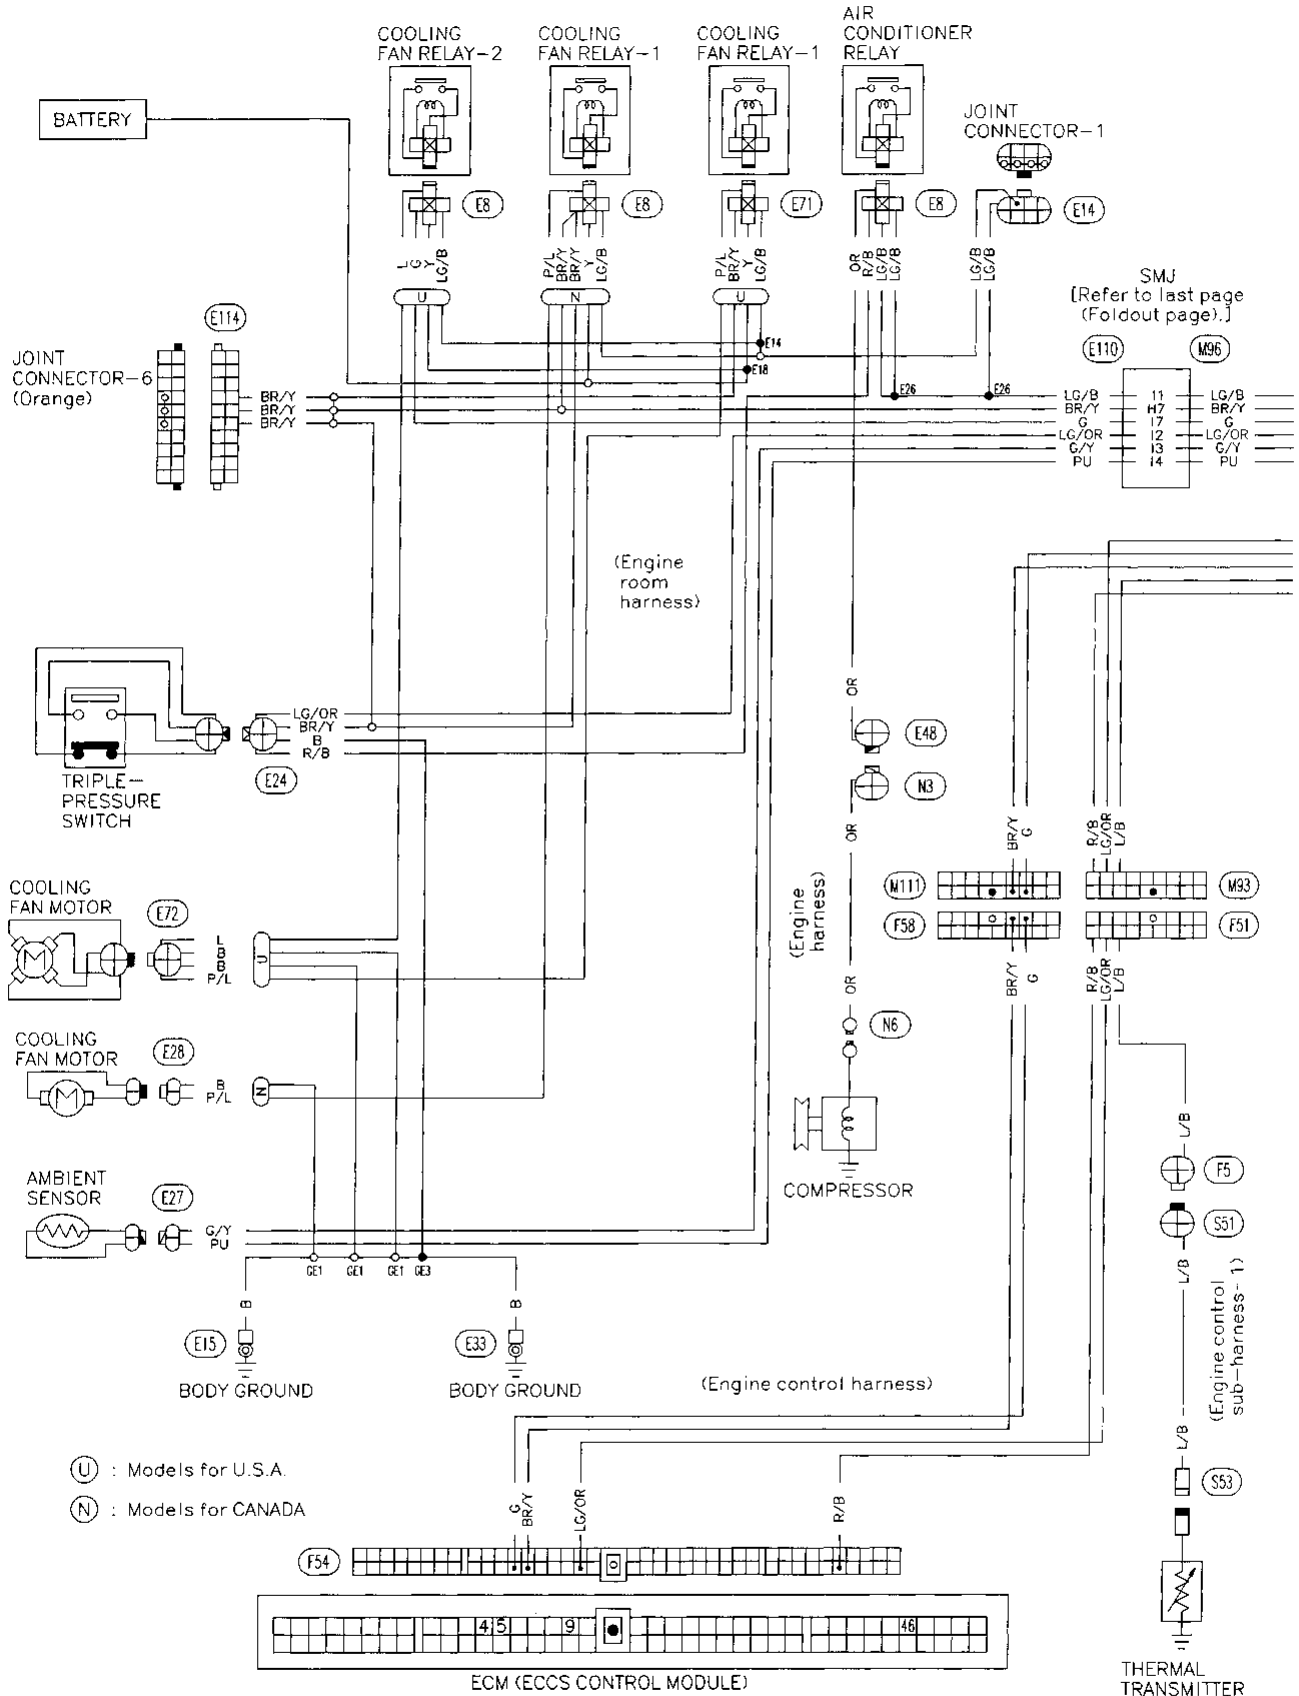 COOLING
FAN RELAY-2
COOLING
FAN RELAY-1
COOLING
FAN RELAY-1
AIR
CONDITIONER
RELAY
BATTERY
JOINT
CONNECTOR-1
E8
E8
E71
E8
E14
L
G
Y
LG/B
P/L
BR/Y
BR/Y
Y
LG/B
P/L
BR/Y
Y
LG/B
OR
R/B
LG/B
LG/B
LG/B
LG/B
U
N
U
SMJ
[Refer to last page
(Foldout page).]
E114
E110
M96
JOINT
CONNECTOR-6
(Orange)
E14
E18
E26
E26
BR/Y
BR/Y
BR/Y
LG/B I1 LG/B
BR/Y H7 BR/Y
G I7 G
LG/OR I2 LG/OR
G/Y I3 G/Y
PU I4 PU
(Engine
room
harness)
LG/OR
BR/Y
B
R/B
E24
TRIPLE-
PRESSURE
SWITCH
OR
E48
N3
OR
BR/Y
G
R/B
LG/OR
L/B
M111
M93
F58
F51
(Engine
harness)
BR/Y
G
R/B
LG/OR
L/B
COOLING
FAN MOTOR
E72
M
L
B
B
P/L
U
OR
N6
COOLING
FAN MOTOR
E28
M
B
P/L
N
COMPRESSOR
L/B
F5
S51
L/B
AMBIENT
SENSOR
E27
G/Y
PU
GE1
GE1
GE1
GE3
B
B
E15
E33
BODY GROUND
BODY GROUND
(Engine control
sub-harness-1)
(Engine control harness)
L/B
S53
U : Models for U.S.A.
N : Models for CANADA
G
BR/Y
LG/OR
R/B
F54
4 5 9 46
ECM (ECCS CONTROL MODULE)
THERMAL
TRANSMITTER